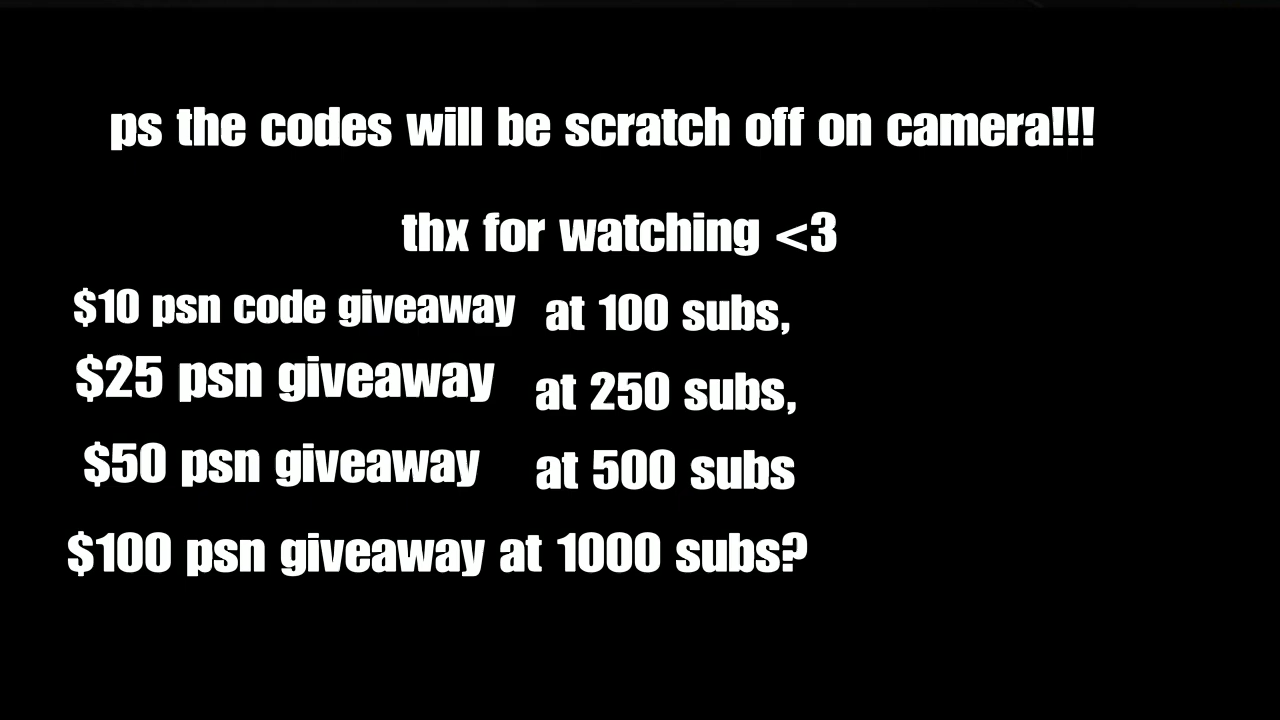 ps the codes will be scratch off on camera!!!
thx for watching <3
$10 psn code giveaway at 100 subs,
$25 psn giveaway at 250 subs,
$50 psn giveaway at 500 subs
$100 psn giveaway at 1000 subs?